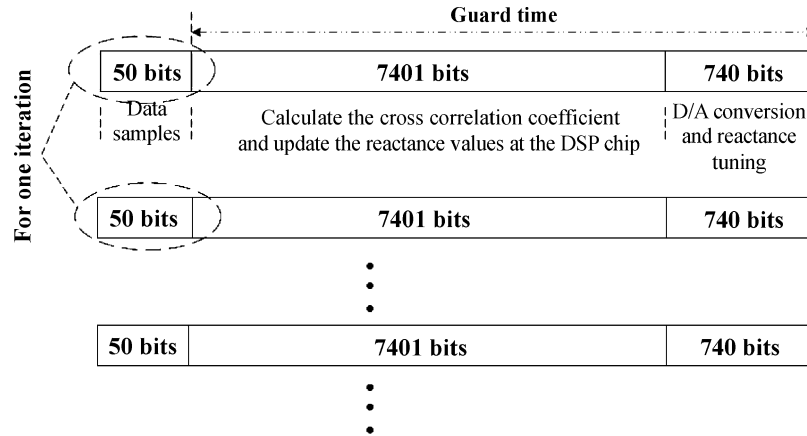 Guard time
50 bits
7401 bits
740 bits
Data
samples
Calculate the cross correlation coefficient
and update the reactance values at the DSP chip
D/A conversion
and reactance
tuning
For one iteration
50 bits
7401 bits
740 bits
50 bits
7401 bits
740 bits